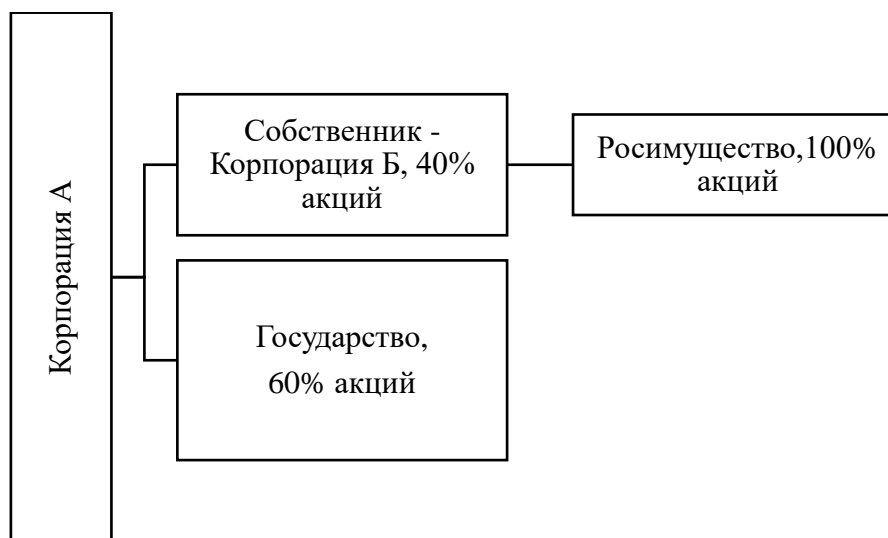 Корпорация А
Собственник -
Корпорация Б, 40%
акций
Росимущество,100%
акций
Государство,
60% акций